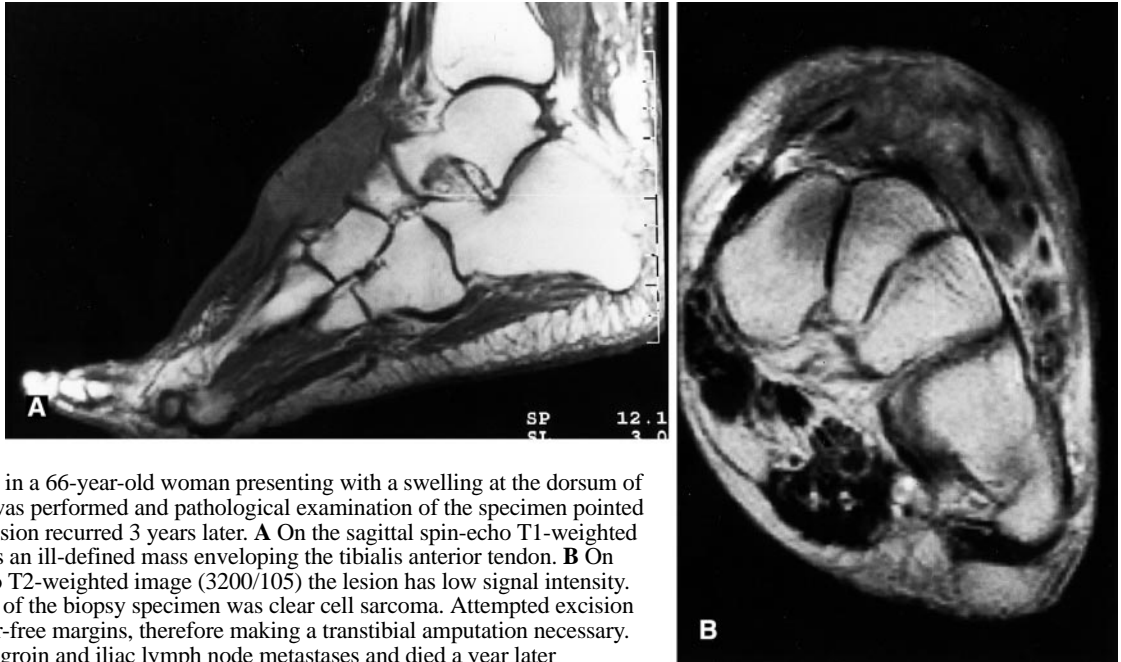 A
SP 12.1
SL 3.0
B
in a 66-year-old woman presenting with a swelling at the dorsum of
was performed and pathological examination of the specimen pointed
sion recurred 3 years later. A On the sagittal spin-echo T1-weighted
s an ill-defined mass enveloping the tibialis anterior tendon. B On
o T2-weighted image (3200/105) the lesion has low signal intensity.
of the biopsy specimen was clear cell sarcoma. Attempted excision
r-free margins, therefore making a transtibial amputation necessary.
groin and iliac lymph node metastases and died a year later